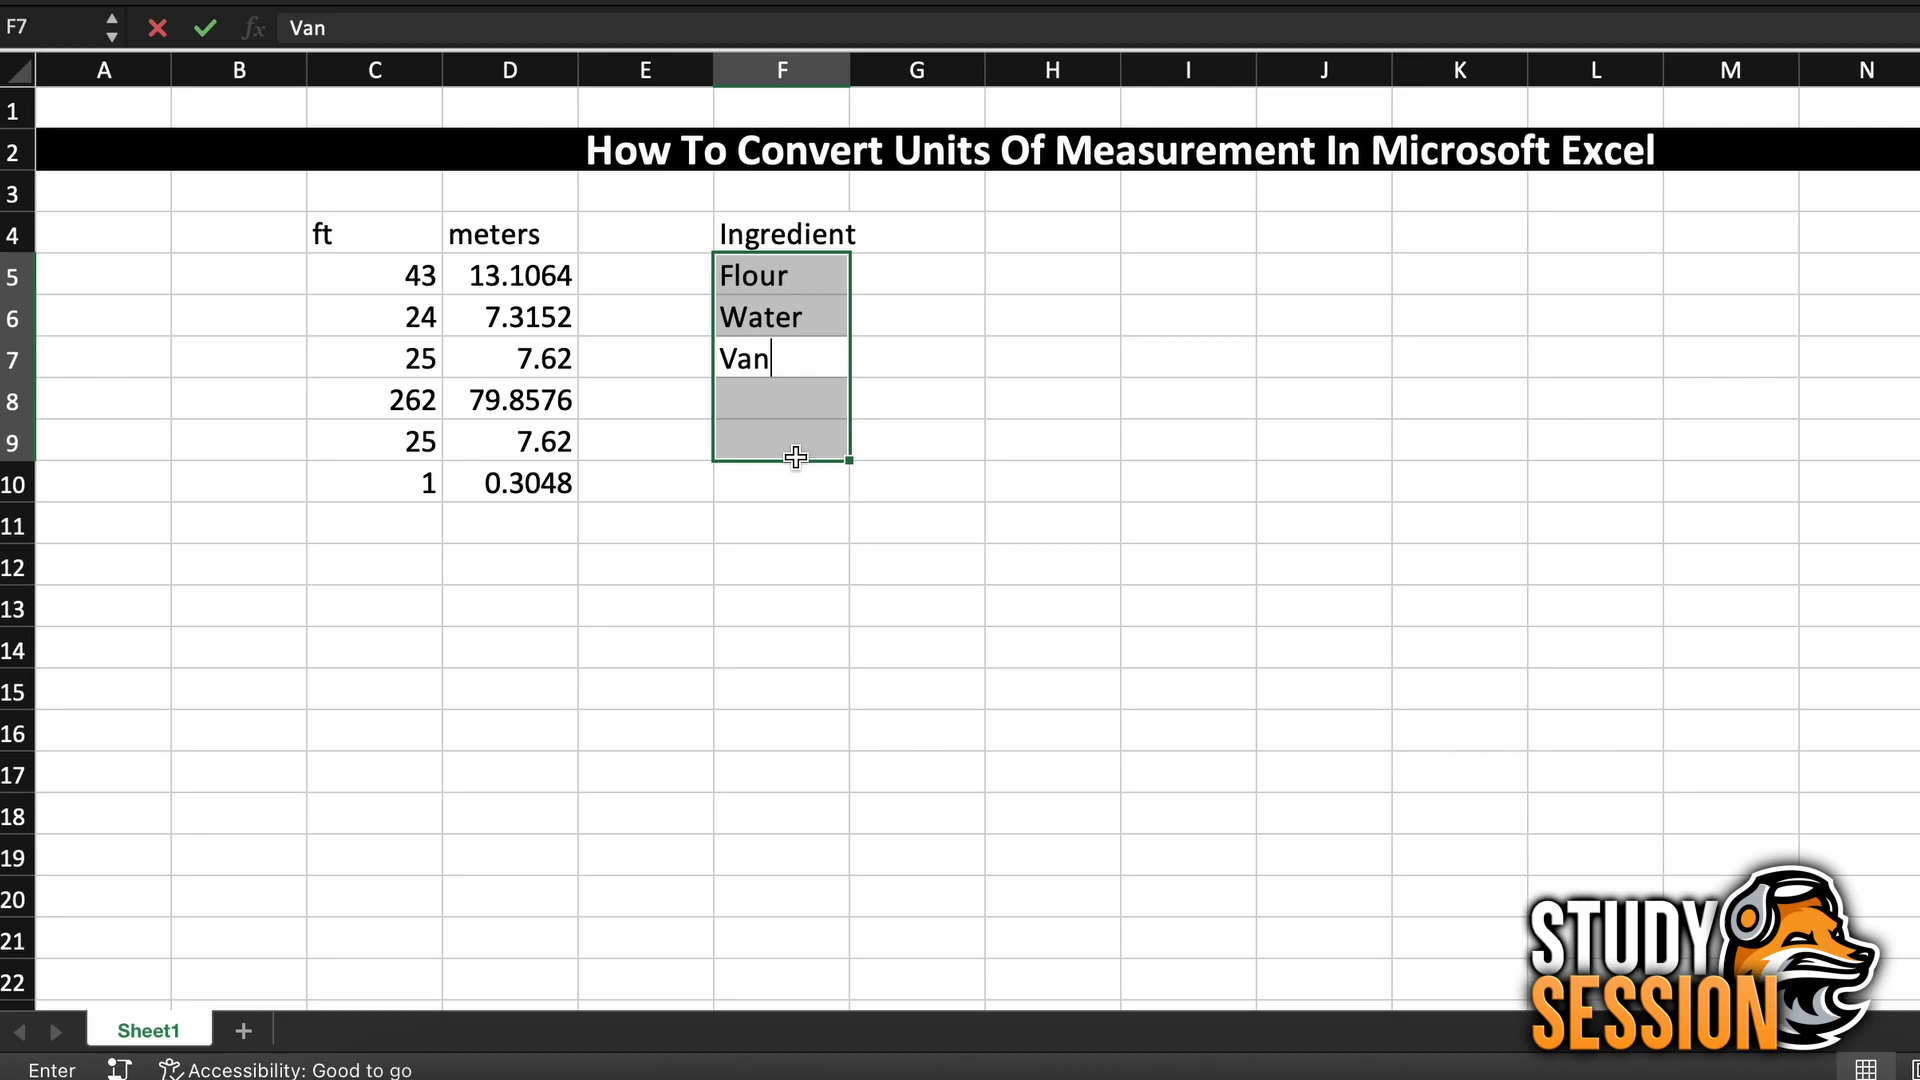 F7 fx Van
A B C D E F G H I J K L M N
1
2 How To Convert Units Of Measurement In Microsoft Excel
3
4 ft meters Ingredient
5 43 13.1064 Flour
6 24 7.3152 Water
7 25 7.62 Van
8 262 79.8576
9 25 7.62
10 1 0.3048
11
12
13
14
15
16
17
18
19
20
21
22
STUDY
SESSION
Sheet1 +
Enter Accessibility: Good to go